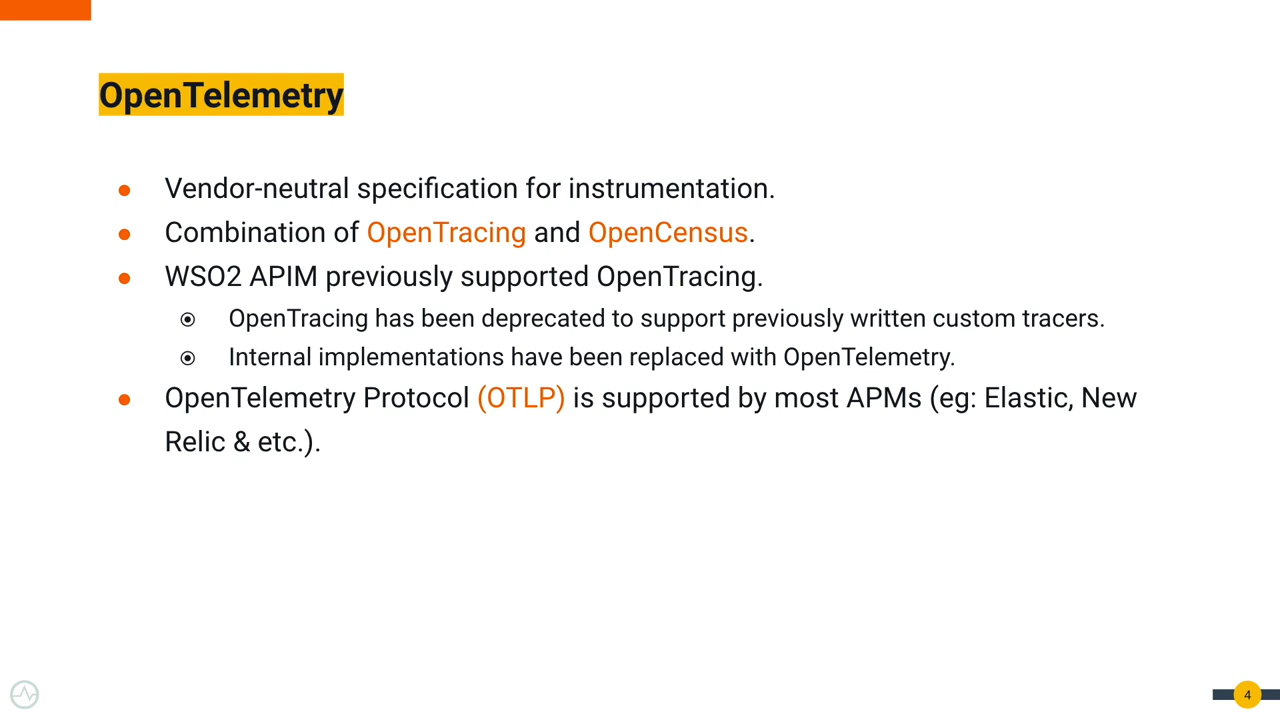 OpenTelemetry
● Vendor-neutral specification for instrumentation.
● Combination of OpenTracing and OpenCensus.
● WSO2 APIM previously supported OpenTracing.
⦿ OpenTracing has been deprecated to support previously written custom tracers.
⦿ Internal implementations have been replaced with OpenTelemetry.
● OpenTelemetry Protocol (OTLP) is supported by most APMs (eg: Elastic, New
Relic & etc.).
4